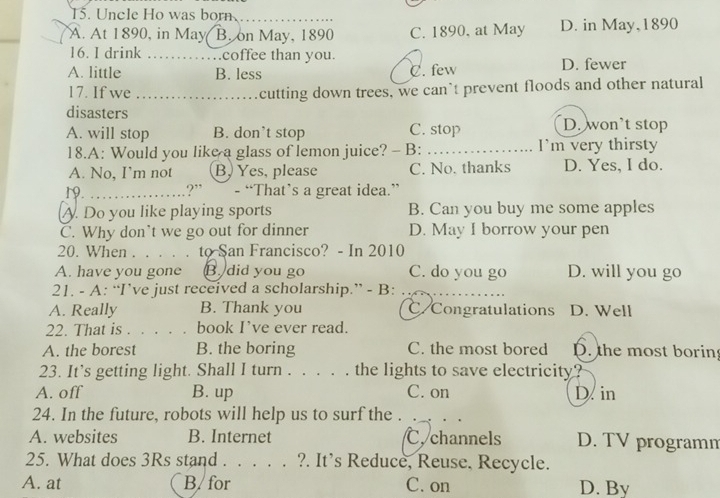 15. Uncle Ho was born ................
A. At 1890, in May B. on May, 1890 C. 1890, at May D. in May,1890
16. I drink .............coffee than you.
A. little B. less C. few D. fewer
17. If we .....................cutting down trees, we can't prevent floods and other natural
disasters
A. will stop B. don't stop C. stop D. won't stop
18.A: Would you like a glass of lemon juice? – B: .................. I'm very thirsty
A. No, I'm not B. Yes, please C. No. thanks D. Yes, I do.
19. .................?" - "That's a great idea."
A. Do you like playing sports B. Can you buy me some apples
C. Why don't we go out for dinner D. May I borrow your pen
20. When . . . . . to San Francisco? - In 2010
A. have you gone B. did you go C. do you go D. will you go
21. - A: "I've just received a scholarship." - B: ..................
A. Really B. Thank you C. Congratulations D. Well
22. That is . . . . . book I've ever read.
A. the borest B. the boring C. the most bored D. the most boring
23. It's getting light. Shall I turn . . . . . the lights to save electricity?
A. off B. up C. on D. in
24. In the future, robots will help us to surf the . . . . .
A. websites B. Internet C. channels D. TV programm
25. What does 3Rs stand . . . . . ?. It's Reduce, Reuse, Recycle.
A. at B. for C. on D. By